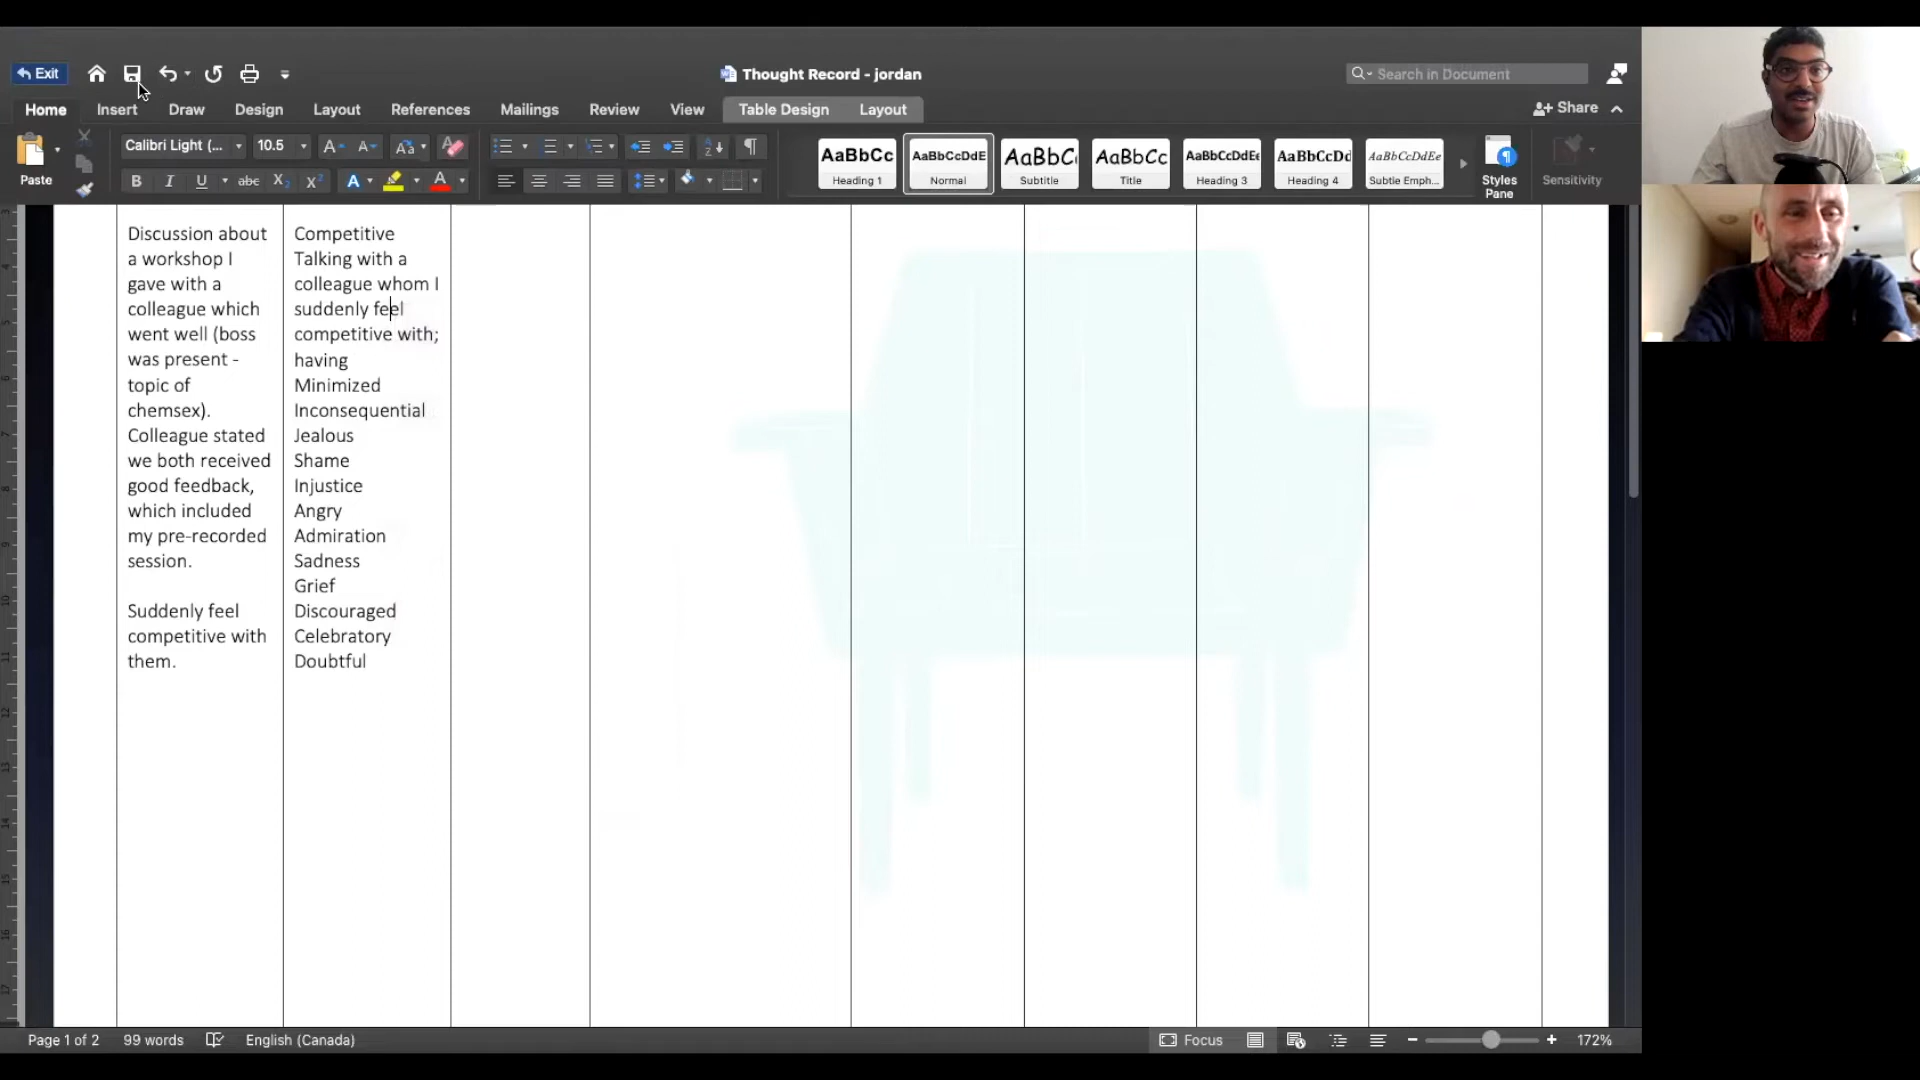 Exit
Thought Record - jordan
Search in Document
Home Insert Draw Design Layout References Mailings Review View Table Design Layout
Share
Paste
Calibri Light (... 10.5
AaBbCc
Heading 1
AaBbCcDdE
Normal
AaBbC
Subtitle
AaBbCc
Title
AaBbCcDdEe
Heading 3
AaBbCcDd
Heading 4
AaBbCcDdEe
Subtle Emph...
Styles
Pane
Sensitivity
Discussion about
a workshop I
gave with a
colleague which
went well (boss
was present -
topic of
chemsex).
Colleague stated
we both received
good feedback,
which included
my pre-recorded
session.
Suddenly feel
competitive with
them.
Competitive
Talking with a
colleague whom I
suddenly feel
competitive with;
having
Minimized
Inconsequential
Jealous
Shame
Injustice
Angry
Admiration
Sadness
Grief
Discouraged
Celebratory
Doubtful
Page 1 of 2 99 words English (Canada)
Focus
172%